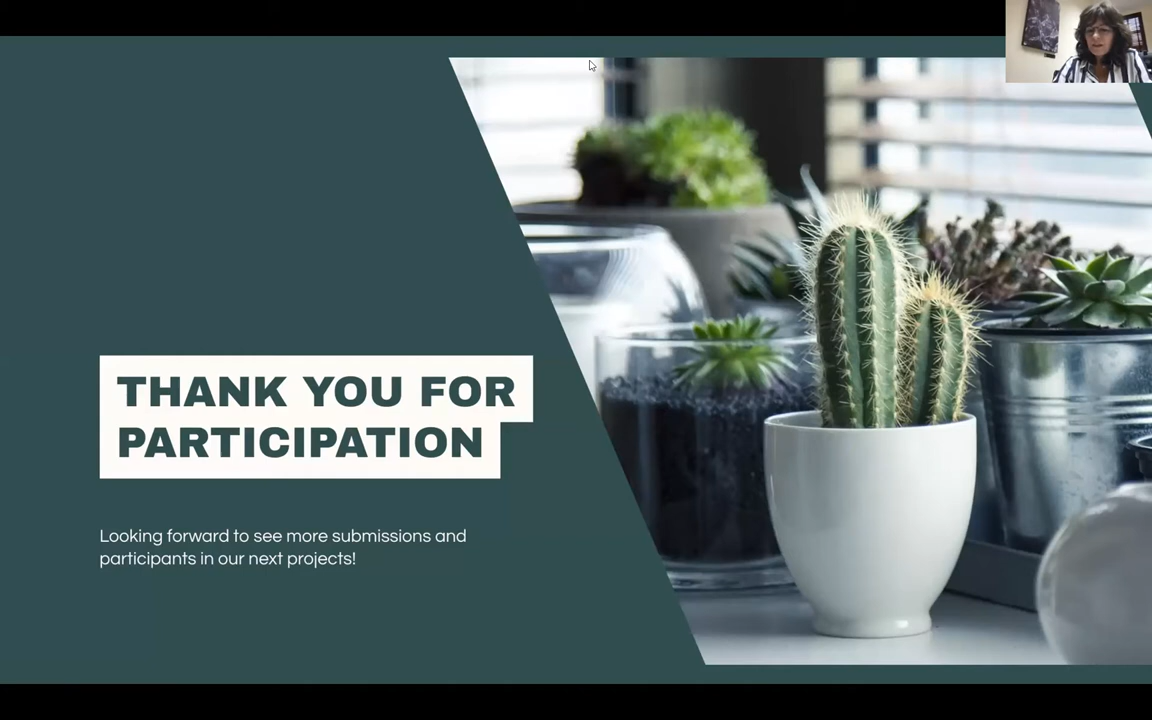 THANK YOU FOR
PARTICIPATION
Looking forward to see more submissions and
participants in our next projects!